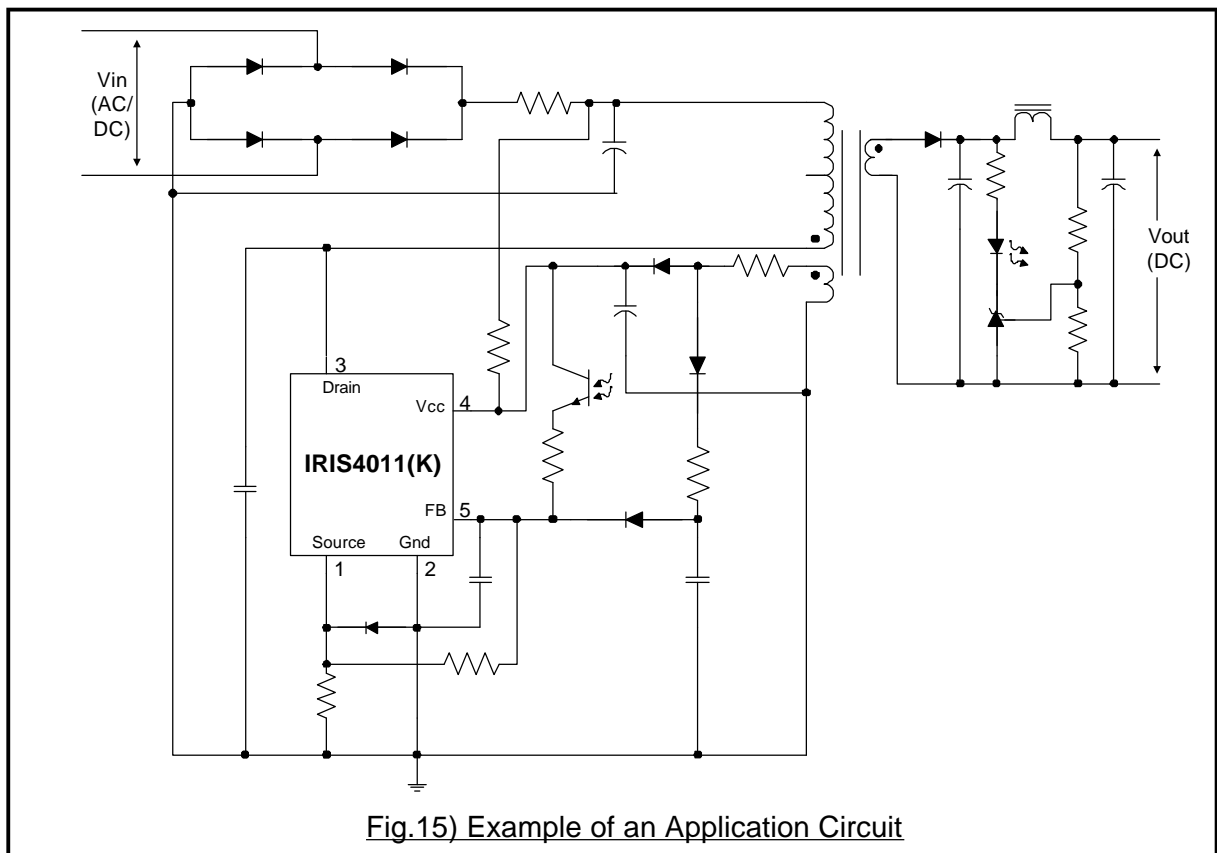 Vin
(AC/
DC)
Vout
(DC)
3
Drain
Vcc
4
IRIS4011(K)
FB
5
Source
Gnd
1
2
Fig.15) Example of an Application Circuit